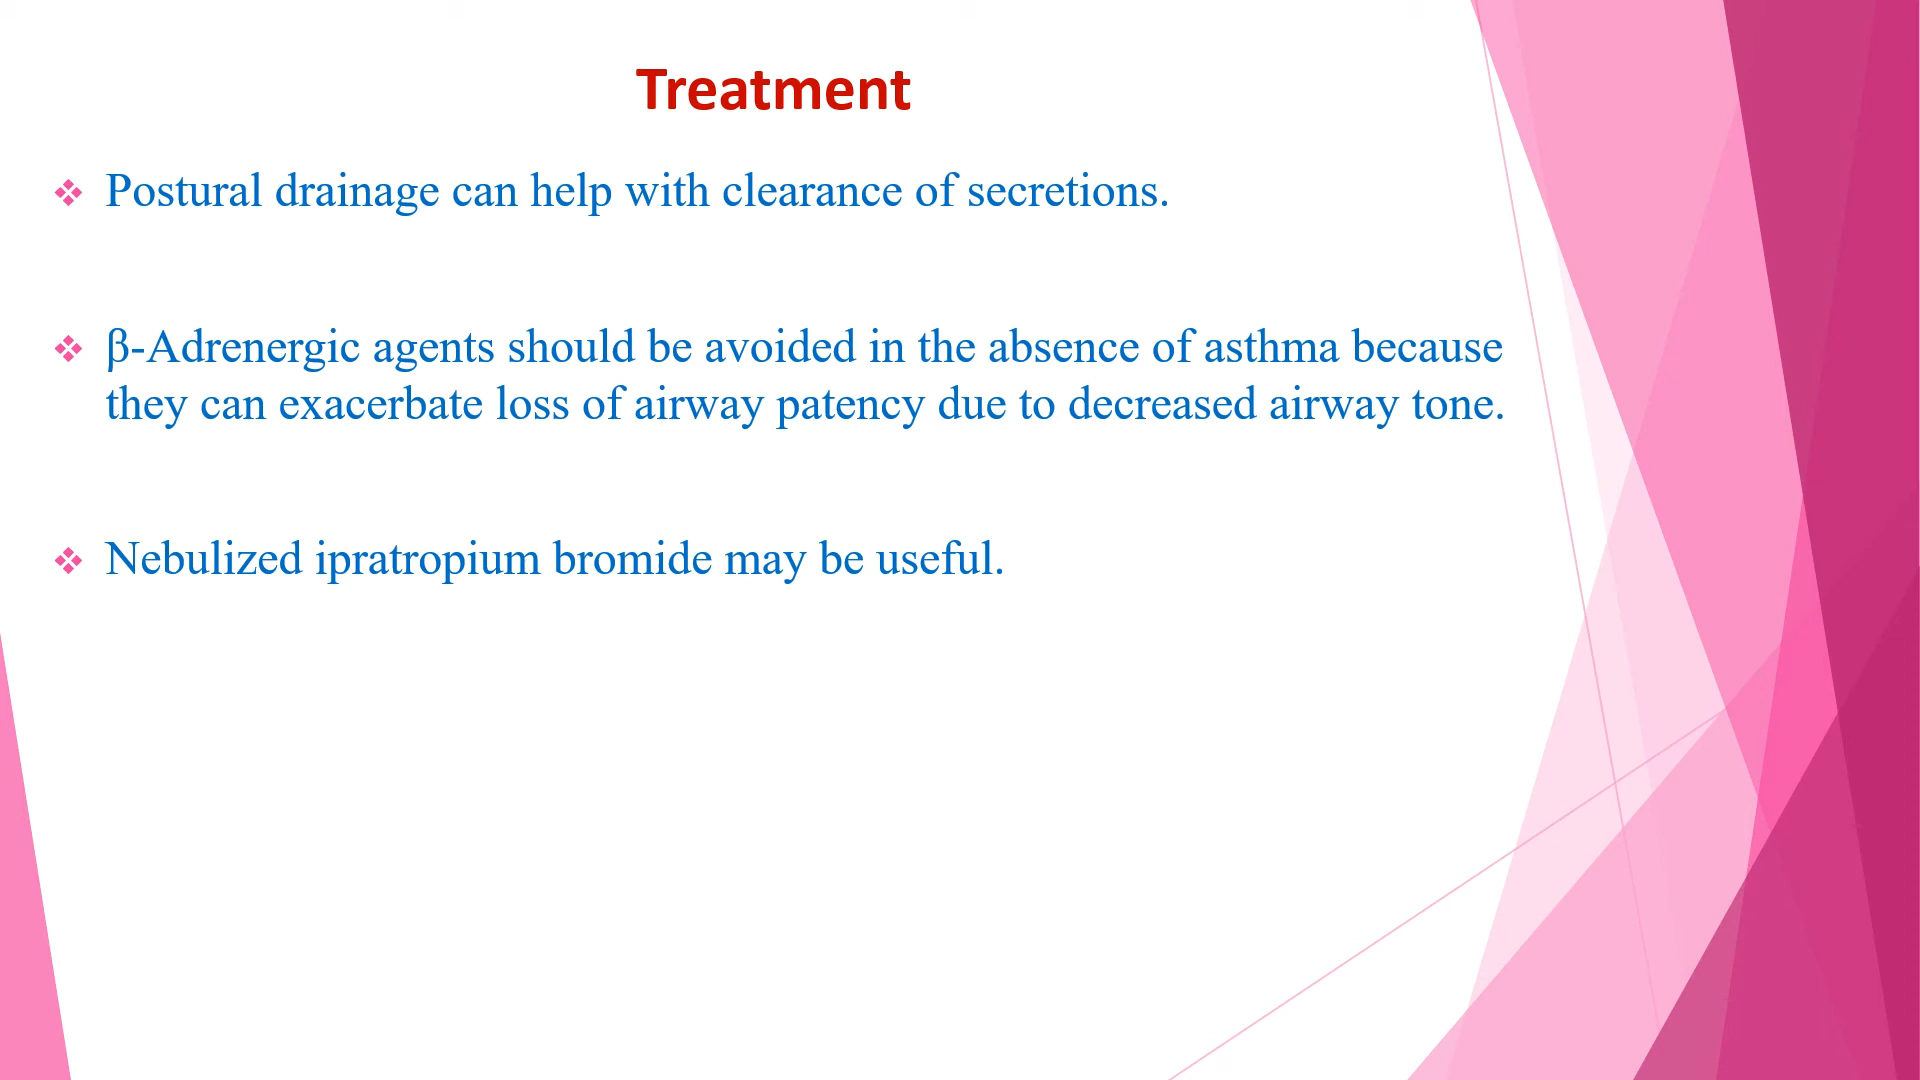 Treatment
❖ Postural drainage can help with clearance of secretions.
❖ β-Adrenergic agents should be avoided in the absence of asthma because
they can exacerbate loss of airway patency due to decreased airway tone.
❖ Nebulized ipratropium bromide may be useful.